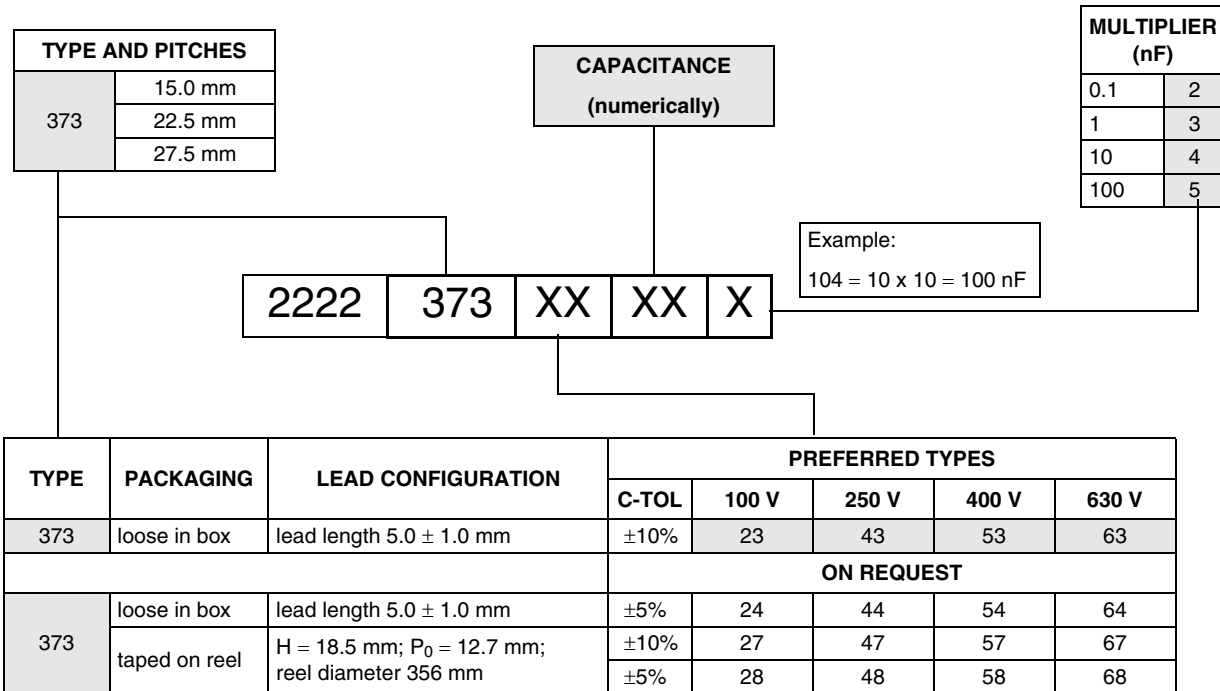 TYPE AND PITCHES
373
15.0 mm
22.5 mm
27.5 mm
CAPACITANCE
(numerically)
MULTIPLIER
(nF)
0.1 2
1 3
10 4
100 5
Example:
104 = 10 x 10 = 100 nF
2222 373 XX XX X
TYPE PACKAGING LEAD CONFIGURATION PREFERRED TYPES
C-TOL 100 V 250 V 400 V 630 V
373 loose in box lead length 5.0 ± 1.0 mm ±10% 23 43 53 63
ON REQUEST
373 loose in box lead length 5.0 ± 1.0 mm ±5% 24 44 54 64
taped on reel H = 18.5 mm; P0 = 12.7 mm; ±10% 27 47 57 67
reel diameter 356 mm ±5% 28 48 58 68